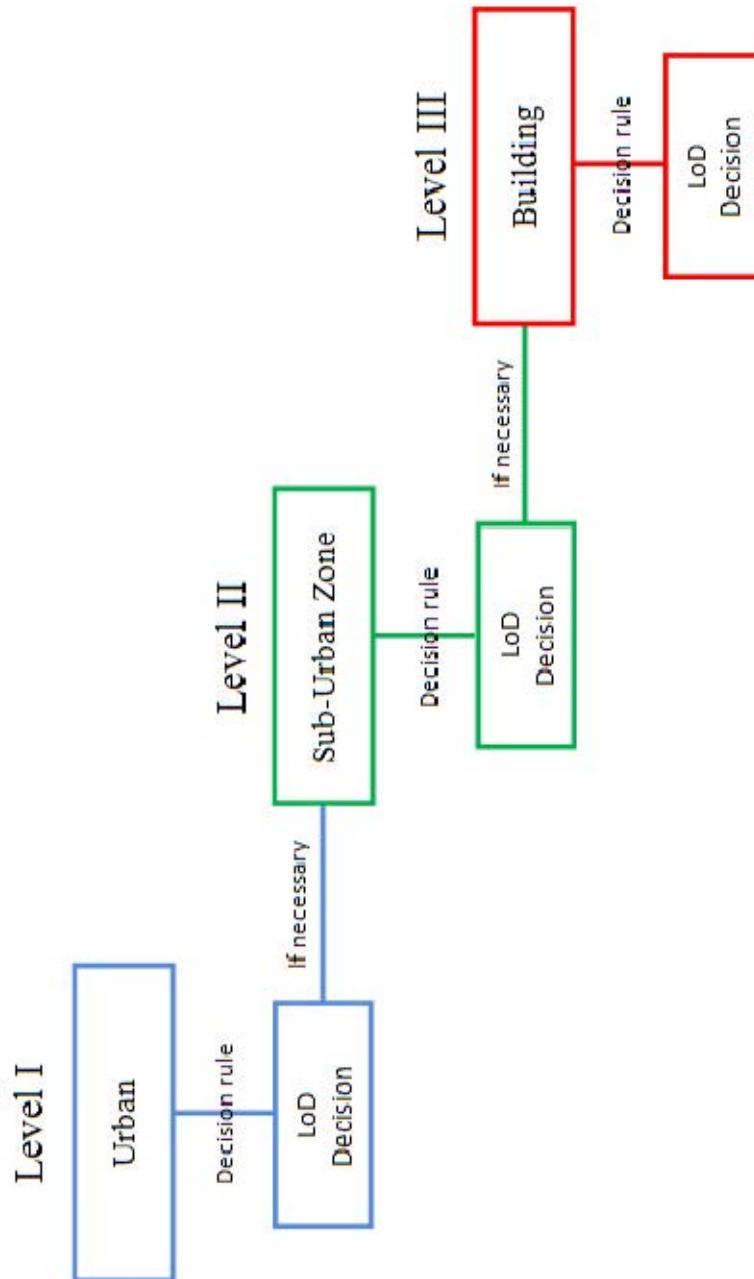 Level I
Urban
Decision rule
LoD
Decision
If necessary
Level II
Sub-Urban Zone
Decision rule
LoD
Decision
If necessary
Level III
Building
Decision rule
LoD
Decision